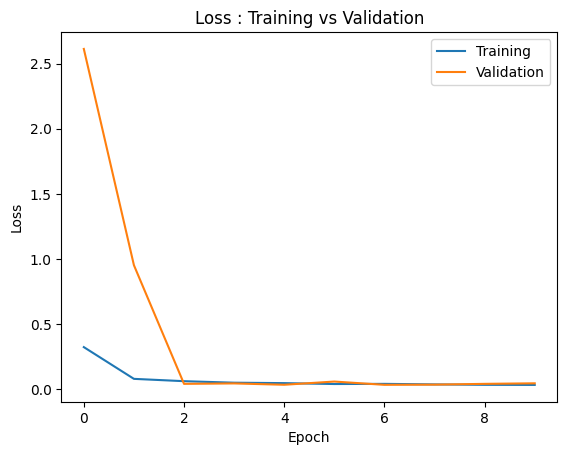 Loss : Training vs Validation
Training
Validation
2.5
2.0
1.5
1.0
0.5
0.0
Loss
0 2 4 6 8
Epoch